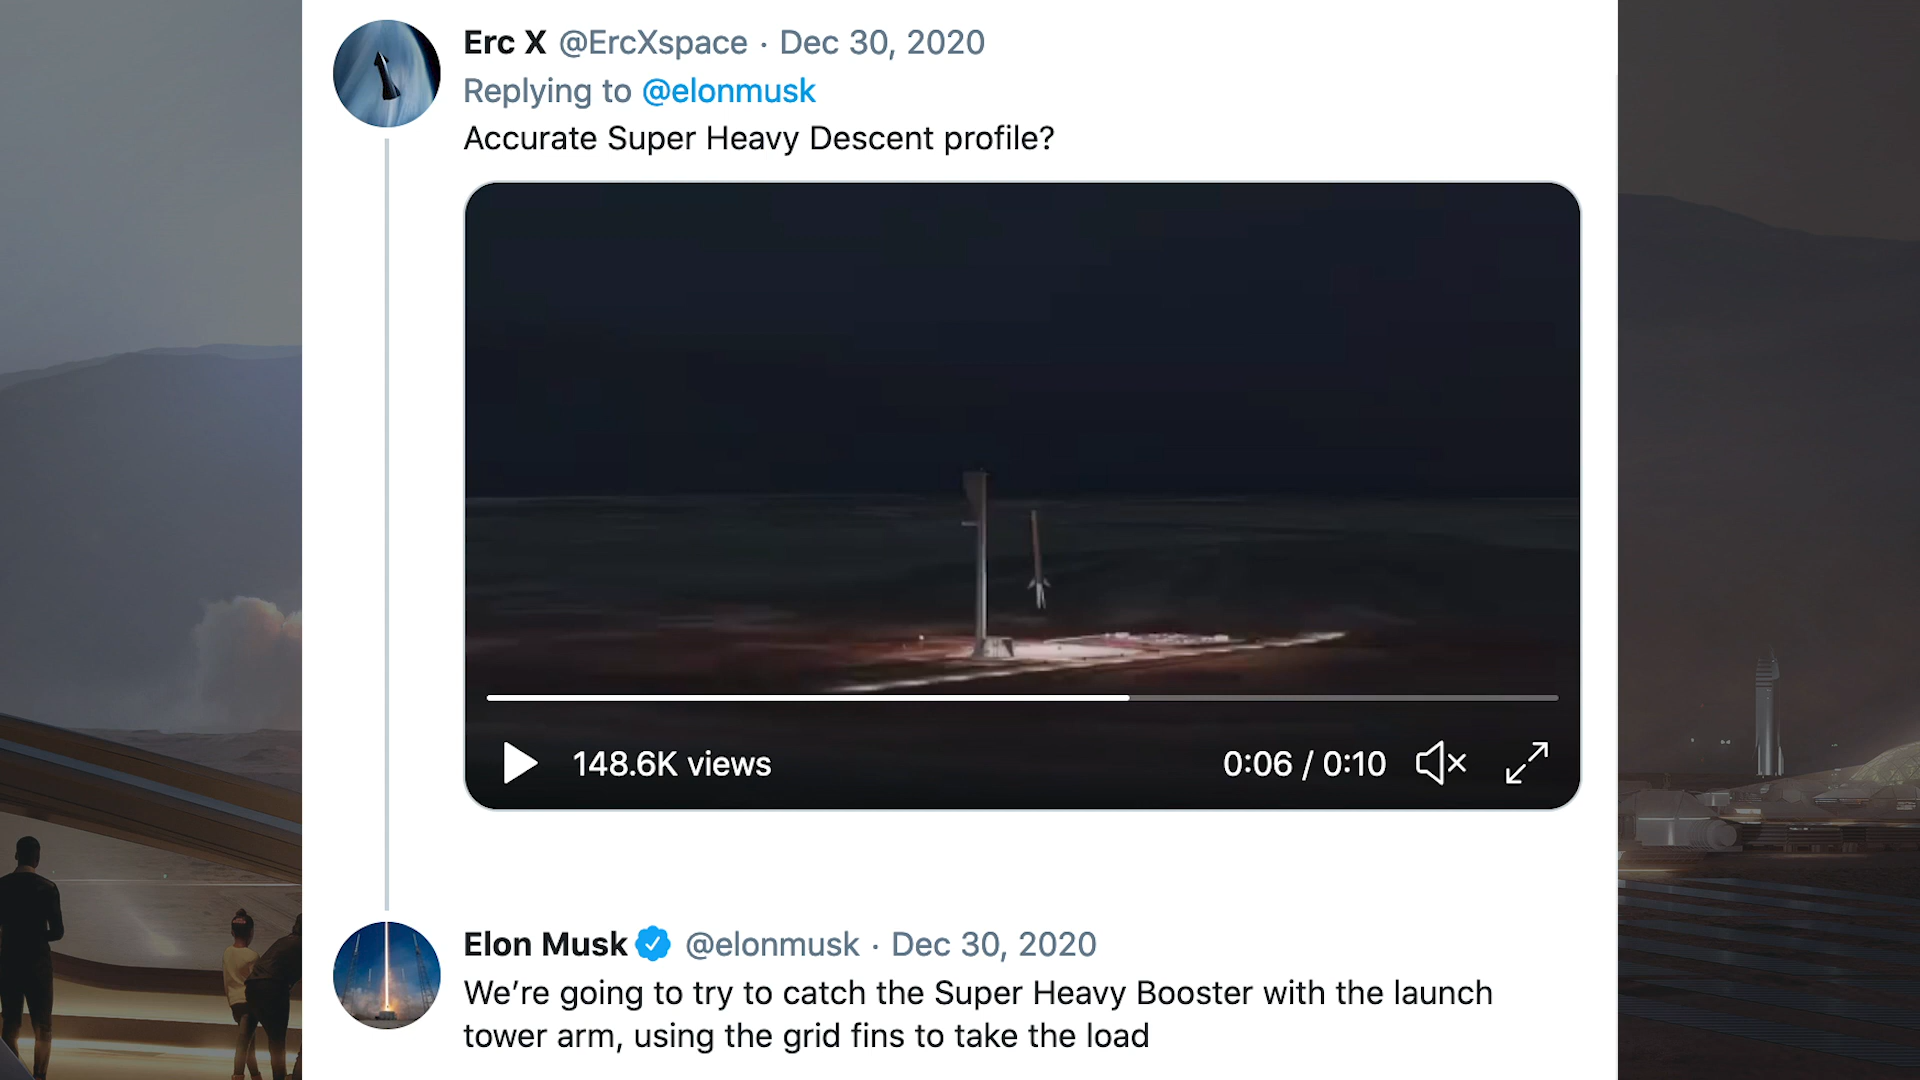 Erc X @ErcXspace · Dec 30, 2020
Replying to @elonmusk
Accurate Super Heavy Descent profile?
148.6K views
0:06 / 0:10
Elon Musk @elonmusk · Dec 30, 2020
We’re going to try to catch the Super Heavy Booster with the launch
tower arm, using the grid fins to take the load